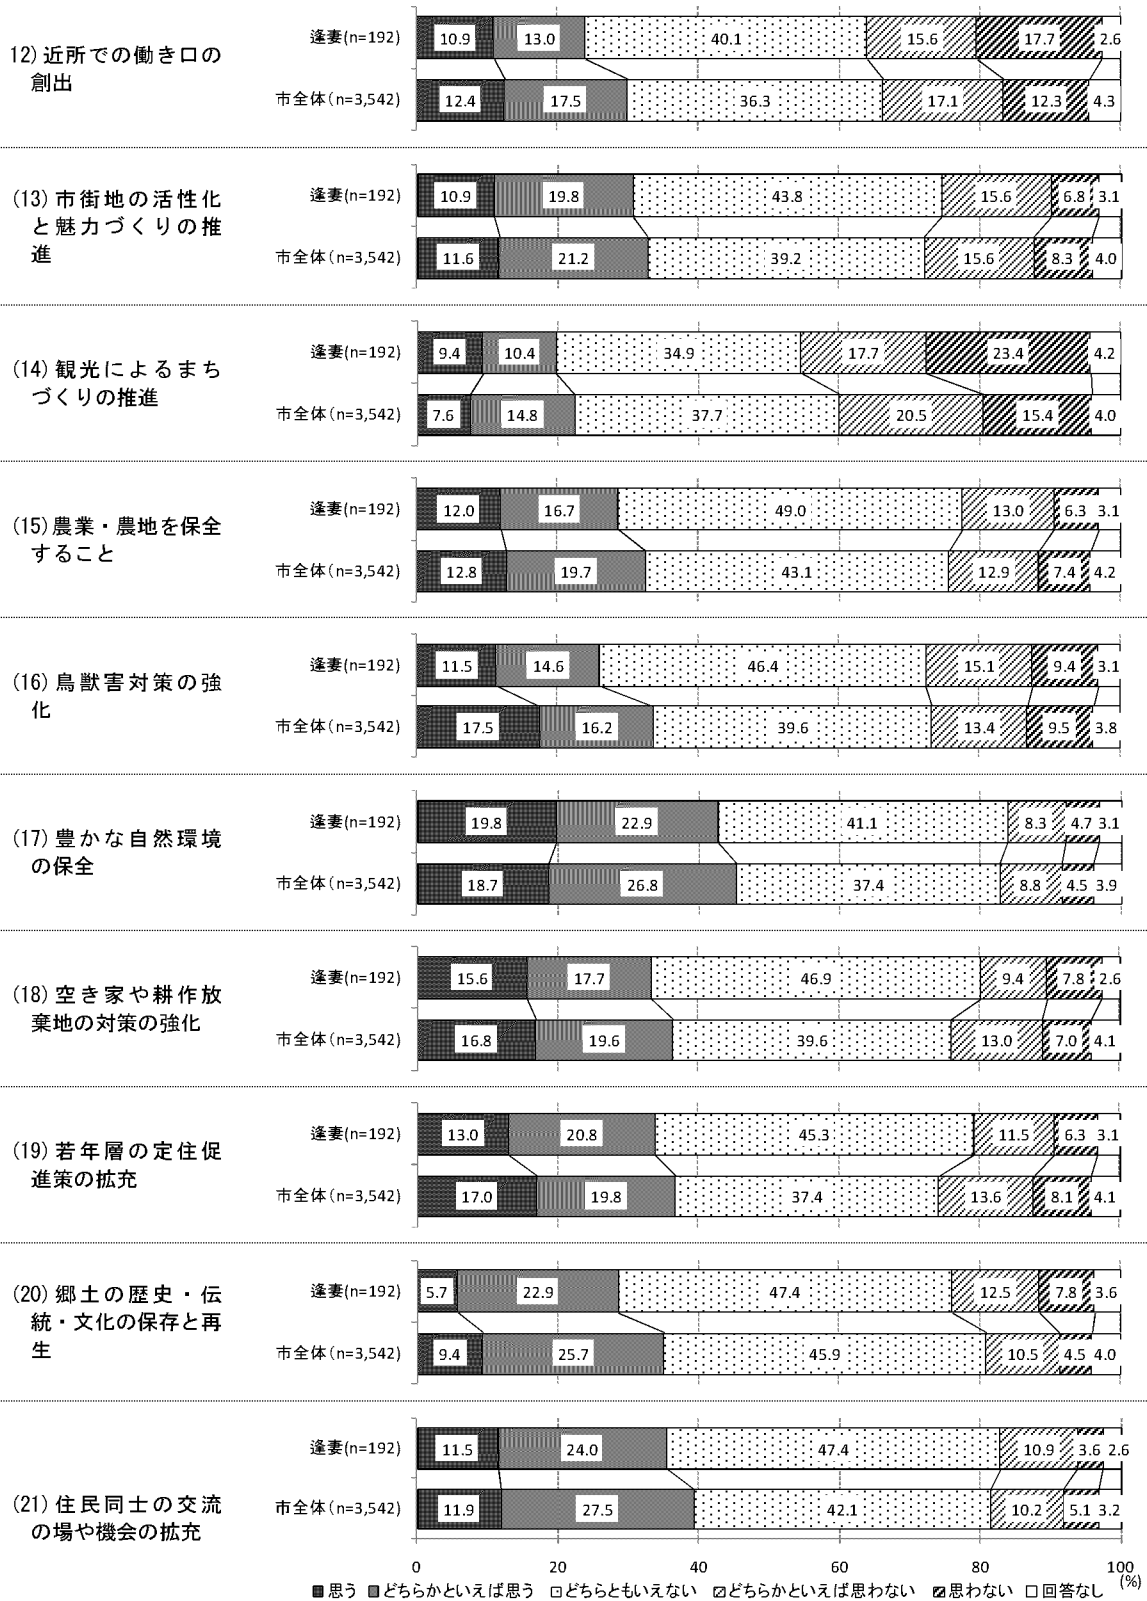 逢妻(n=192)
10.9 13.0 40.1 15.6 17.7 2.6
12)近所での働き口の
創出
市全体(n=3,542)
12.4 17.5 36.3 17.1 12.3 4.3
逢妻(n=192)
10.9 19.8 43.8 15.6 6.8 3.1
(13)市街地の活性化
と魅力づくりの推
進
市全体(n=3,542)
11.6 21.2 39.2 15.6 8.3 4.0
逢妻(n=192)
9.4 10.4 34.9 17.7 23.4 4.2
(14)観光によるまち
づくりの推進
市全体(n=3,542)
7.6 14.8 37.7 20.5 15.4 4.0
逢妻(n=192)
12.0 16.7 49.0 13.0 6.3 3.1
(15)農業・農地を保全
すること
市全体(n=3,542)
12.8 19.7 43.1 12.9 7.4 4.2
逢妻(n=192)
11.5 14.6 46.4 15.1 9.4 3.1
(16)鳥獣害対策の強
化
市全体(n=3,542)
17.5 16.2 39.6 13.4 9.5 3.8
逢妻(n=192)
19.8 22.9 41.1 8.3 4.7 3.1
(17)豊かな自然環境
の保全
市全体(n=3,542)
18.7 26.8 37.4 8.8 4.5 3.9
逢妻(n=192)
15.6 17.7 46.9 9.4 7.8 2.6
(18)空き家や耕作放
棄地の対策の強化
市全体(n=3,542)
16.8 19.6 39.6 13.0 7.0 4.1
逢妻(n=192)
13.0 20.8 45.3 11.5 6.3 3.1
(19)若年層の定住促
進策の拡充
市全体(n=3,542)
17.0 19.8 37.4 13.6 8.1 4.1
逢妻(n=192)
5.7 22.9 47.4 12.5 7.8 3.6
(20)郷土の歴史・伝
統・文化の保存と再
生
市全体(n=3,542)
9.4 25.7 45.9 10.5 4.5 4.0
逢妻(n=192)
11.5 24.0 47.4 10.9 3.6 2.6
(21)住民同士の交流
の場や機会の拡充
市全体(n=3,542)
11.9 27.5 42.1 10.2 5.1 3.2
0 20 40 60 80 100
(%)
思う どちらかといえば思う どちらともいえない どちらかといえば思わない 思わない 回答なし